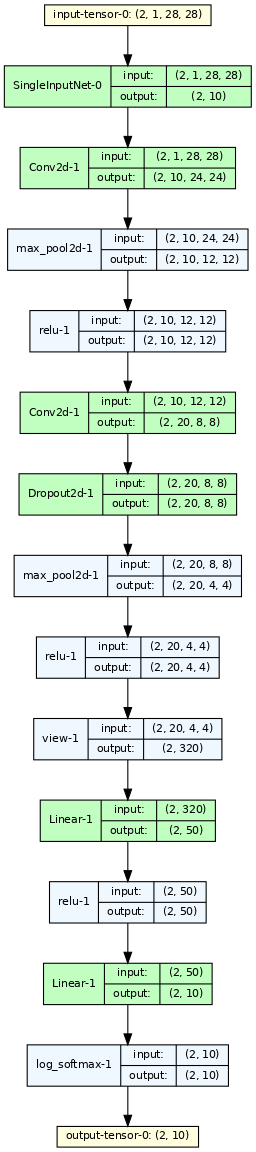 input-tensor-0: (2, 1, 28, 28)
SingleInputNet-0
input: (2, 1, 28, 28)
output: (2, 10)
Conv2d-1
input: (2, 1, 28, 28)
output: (2, 10, 24, 24)
max_pool2d-1
input: (2, 10, 24, 24)
output: (2, 10, 12, 12)
relu-1
input: (2, 10, 12, 12)
output: (2, 10, 12, 12)
Conv2d-1
input: (2, 10, 12, 12)
output: (2, 20, 8, 8)
Dropout2d-1
input: (2, 20, 8, 8)
output: (2, 20, 8, 8)
max_pool2d-1
input: (2, 20, 8, 8)
output: (2, 20, 4, 4)
relu-1
input: (2, 20, 4, 4)
output: (2, 20, 4, 4)
view-1
input: (2, 20, 4, 4)
output: (2, 320)
Linear-1
input: (2, 320)
output: (2, 50)
relu-1
input: (2, 50)
output: (2, 50)
Linear-1
input: (2, 50)
output: (2, 10)
log_softmax-1
input: (2, 10)
output: (2, 10)
output-tensor-0: (2, 10)